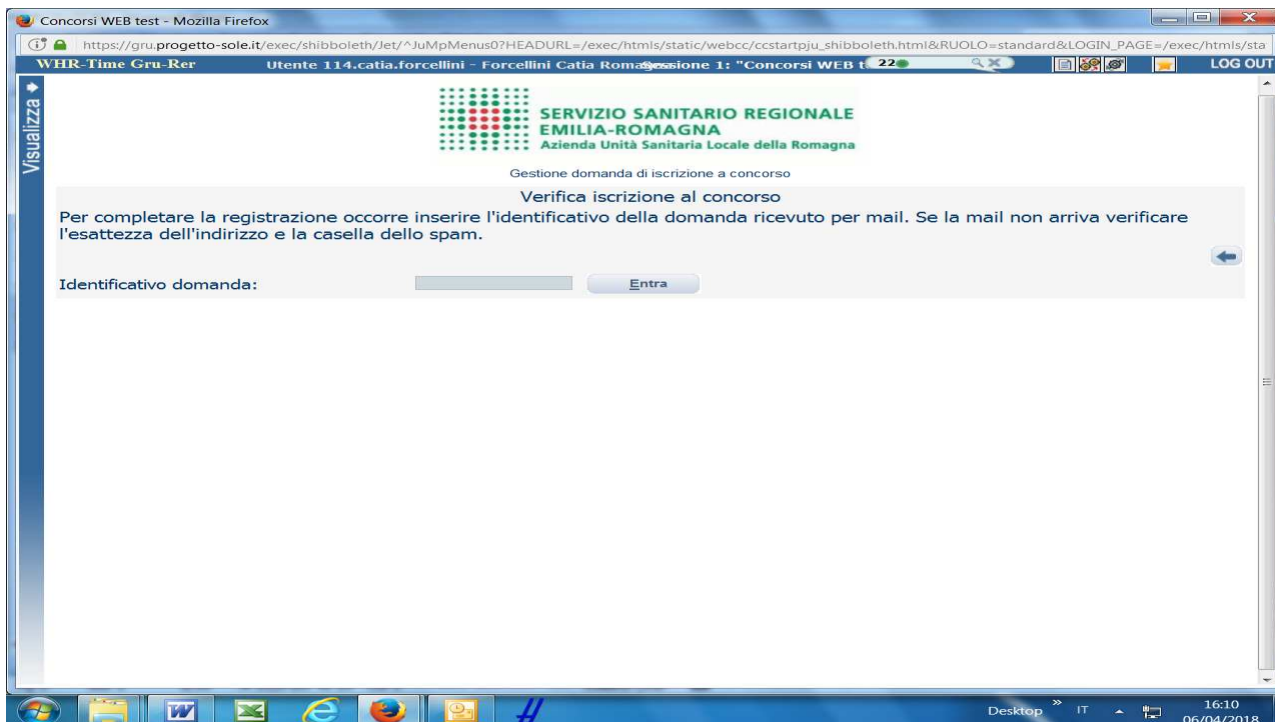 Concorsi WEB test - Mozilla Firefox
https://gru.progetto-sole.it/exec/shibboleth/Jet/^JuMpMenus0?HEADURL=/exec/htmls/static/webcc/ccstartpju_shibboleth.html&RUOLO=standard&LOGIN_PAGE=/exec/htmls/sta
WHR-Time Gru-Rer Utente 114.catia.forcellini - Forcellini Catia 1: "Concorsi WEB t 22 LOG OUT
Visualizza
SERVIZIO SANITARIO REGIONALE
EMILIA-ROMAGNA
Azienda Unità Sanitaria Locale della Romagna
Gestione domanda di iscrizione a concorso
Verifica iscrizione al concorso
Per completare la registrazione occorre inserire l'identificativo della domanda ricevuto per mail. Se la mail non arriva verificare
l'esattezza dell'indirizzo e la casella dello spam.
Identificativo domanda: Entra
Desktop » IT 16:10
06/04/2018